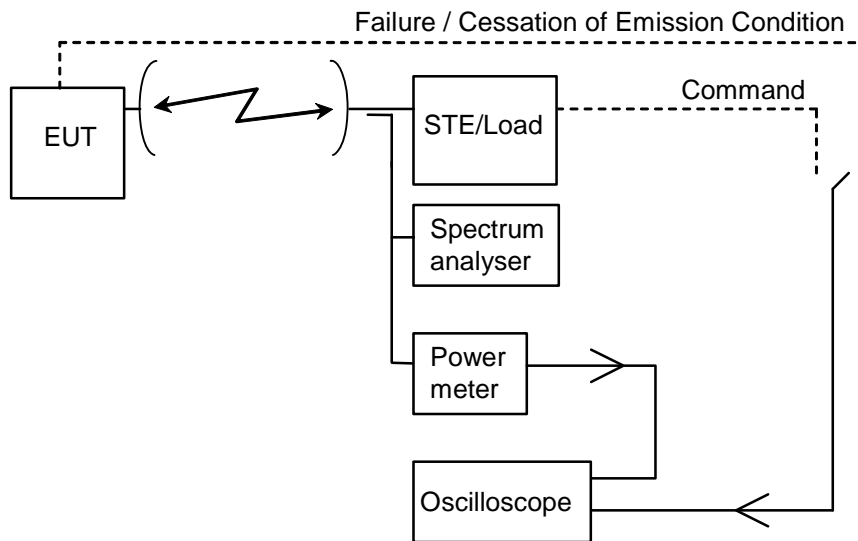 Failure / Cessation of Emission Condition
Command
EUT
STE/Load
Spectrum
analyser
Power
meter
Oscilloscope